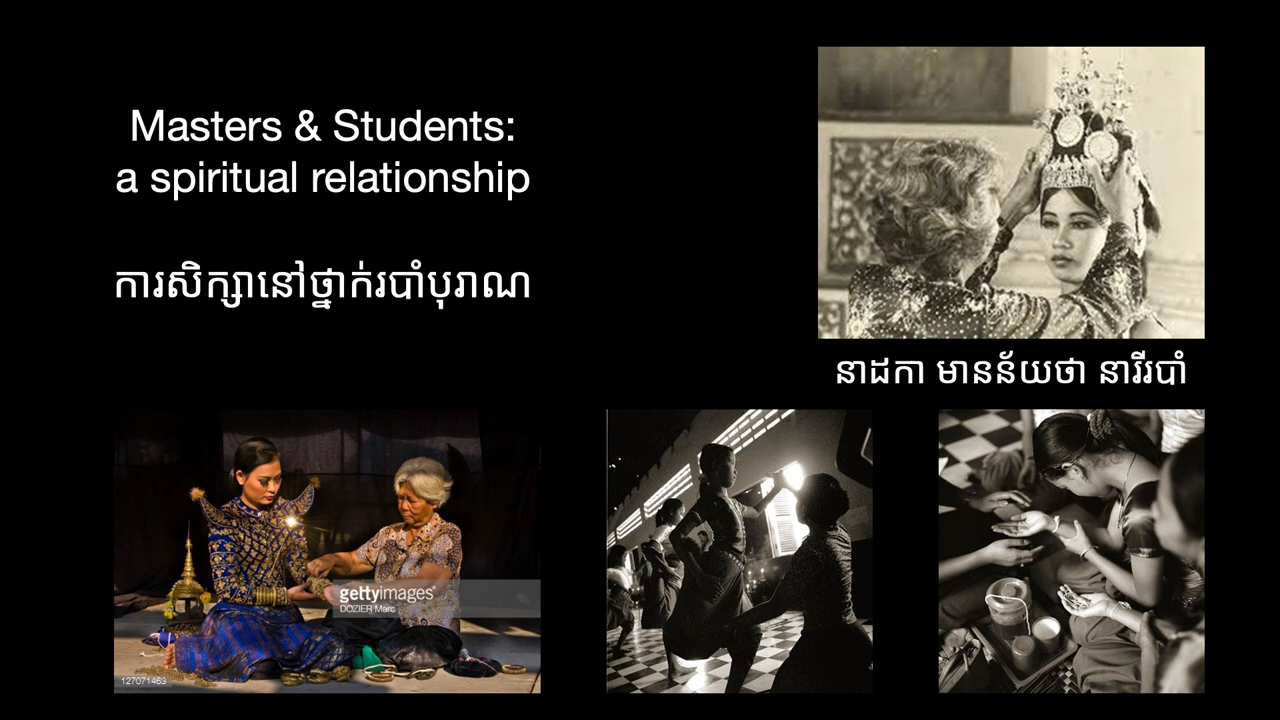 Masters & Students:
a spiritual relationship
ការសិក្សានៅថ្នាក់របាំបុរាណ
នាដកា មានន័យថា នារីរបាំ
gettyimages®
DOZIER Marc
127071463